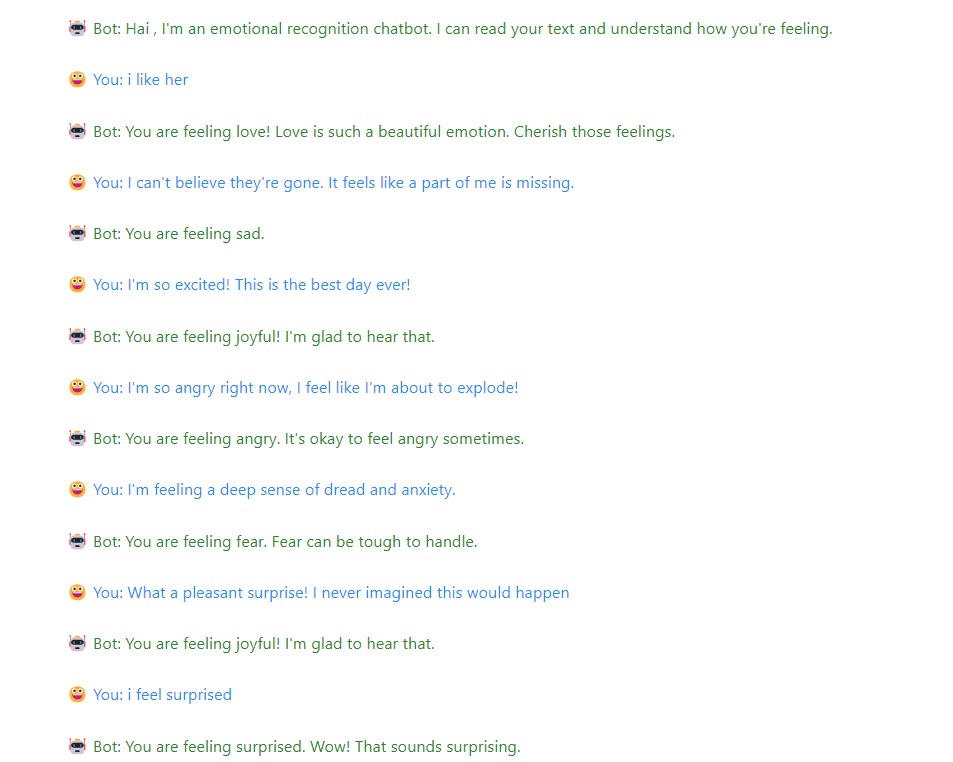 Bot: Hai , I'm an emotional recognition chatbot. I can read your text and understand how you're feeling.
You: i like her
Bot: You are feeling love! Love is such a beautiful emotion. Cherish those feelings.
You: I can't believe they're gone. It feels like a part of me is missing.
Bot: You are feeling sad.
You: I'm so excited! This is the best day ever!
Bot: You are feeling joyful! I'm glad to hear that.
You: I'm so angry right now, I feel like I'm about to explode!
Bot: You are feeling angry. It's okay to feel angry sometimes.
You: I'm feeling a deep sense of dread and anxiety.
Bot: You are feeling fear. Fear can be tough to handle.
You: What a pleasant surprise! I never imagined this would happen
Bot: You are feeling joyful! I'm glad to hear that.
You: i feel surprised
Bot: You are feeling surprised. Wow! That sounds surprising.